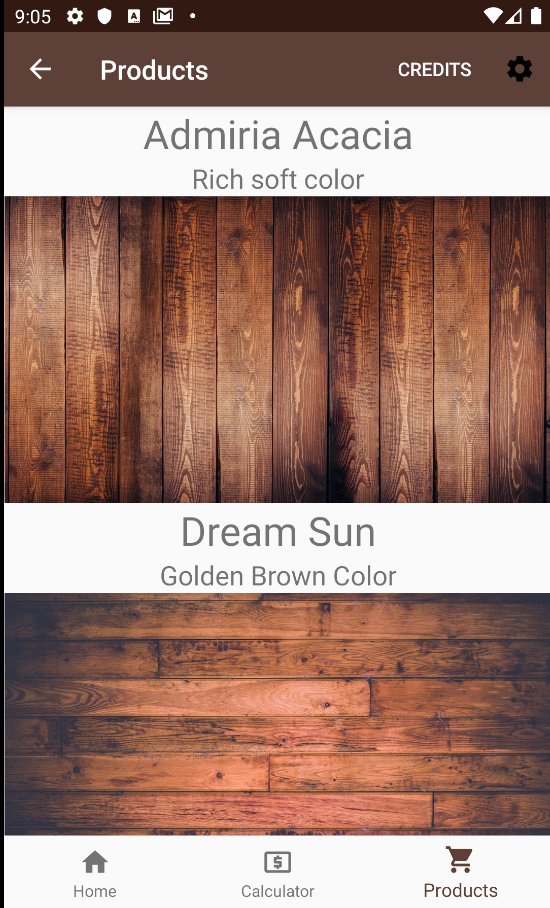 9:05
Products
CREDITS
Admiria Acacia
Rich soft color
Dream Sun
Golden Brown Color
Home
Calculator
Products